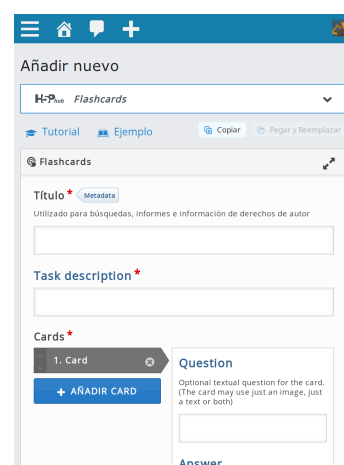 Añadir nuevo
H5P hub Flashcards
Tutorial Ejemplo Copiar Pegar y Reemplazar
Flashcards
Título * Metadata
Utilizado para búsquedas, informes e información de derechos de autor
Task description *
Cards *
1. Card
+ AÑADIR CARD
Question
Optional textual question for the card.
(The card may use just an image, just
a text or both)
Answer